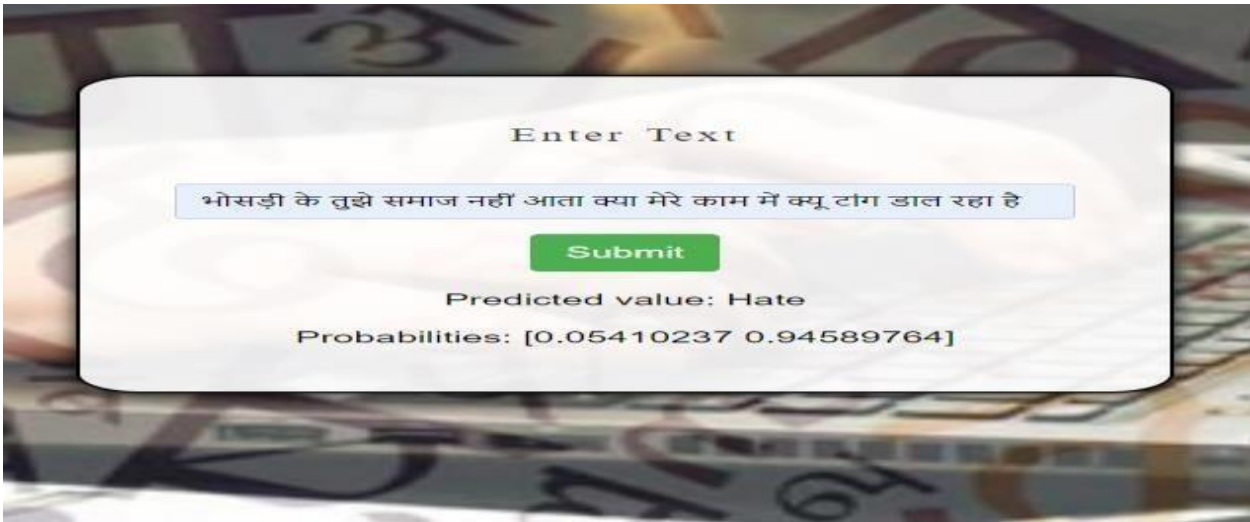 Enter Text
भोसड़ी के तुझे समाज नहीं आता क्या मेरे काम में क्यू टांग डाल रहा है
Submit
Predicted value: Hate
Probabilities: [0.05410237 0.94589764]